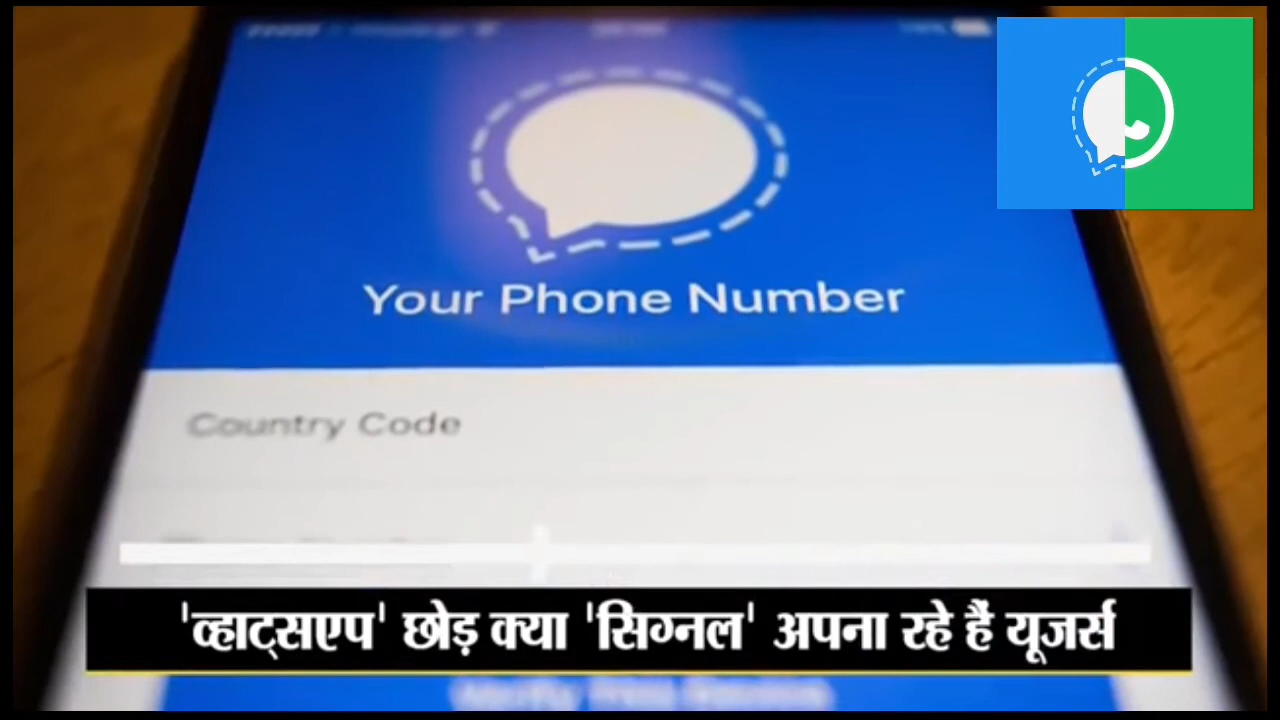 Your Phone Number
Country Code
'व्हाट्सएप' छोड़ क्या 'सिग्नल' अपना रहे हैं यूजर्स